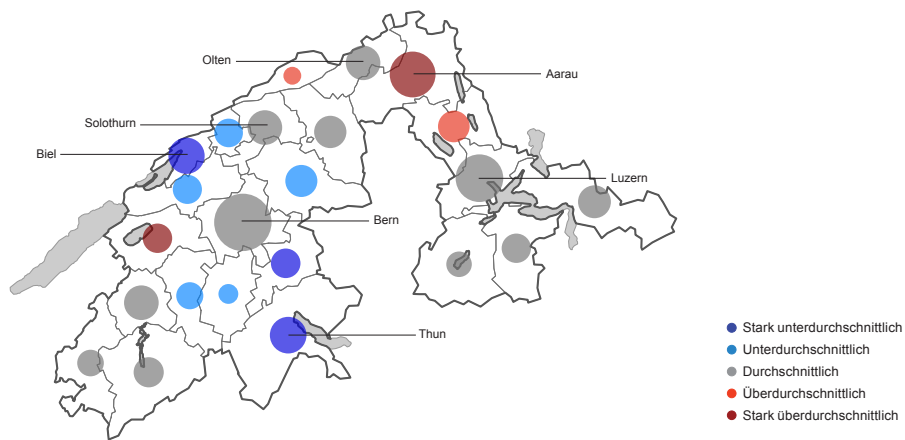 Olten
Aarau
Solothurn
Biel
Luzern
Bern
Thun
Stark unterdurchschnittlich
Unterdurchschnittlich
Durchschnittlich
Überdurchschnittlich
Stark überdurchschnittlich